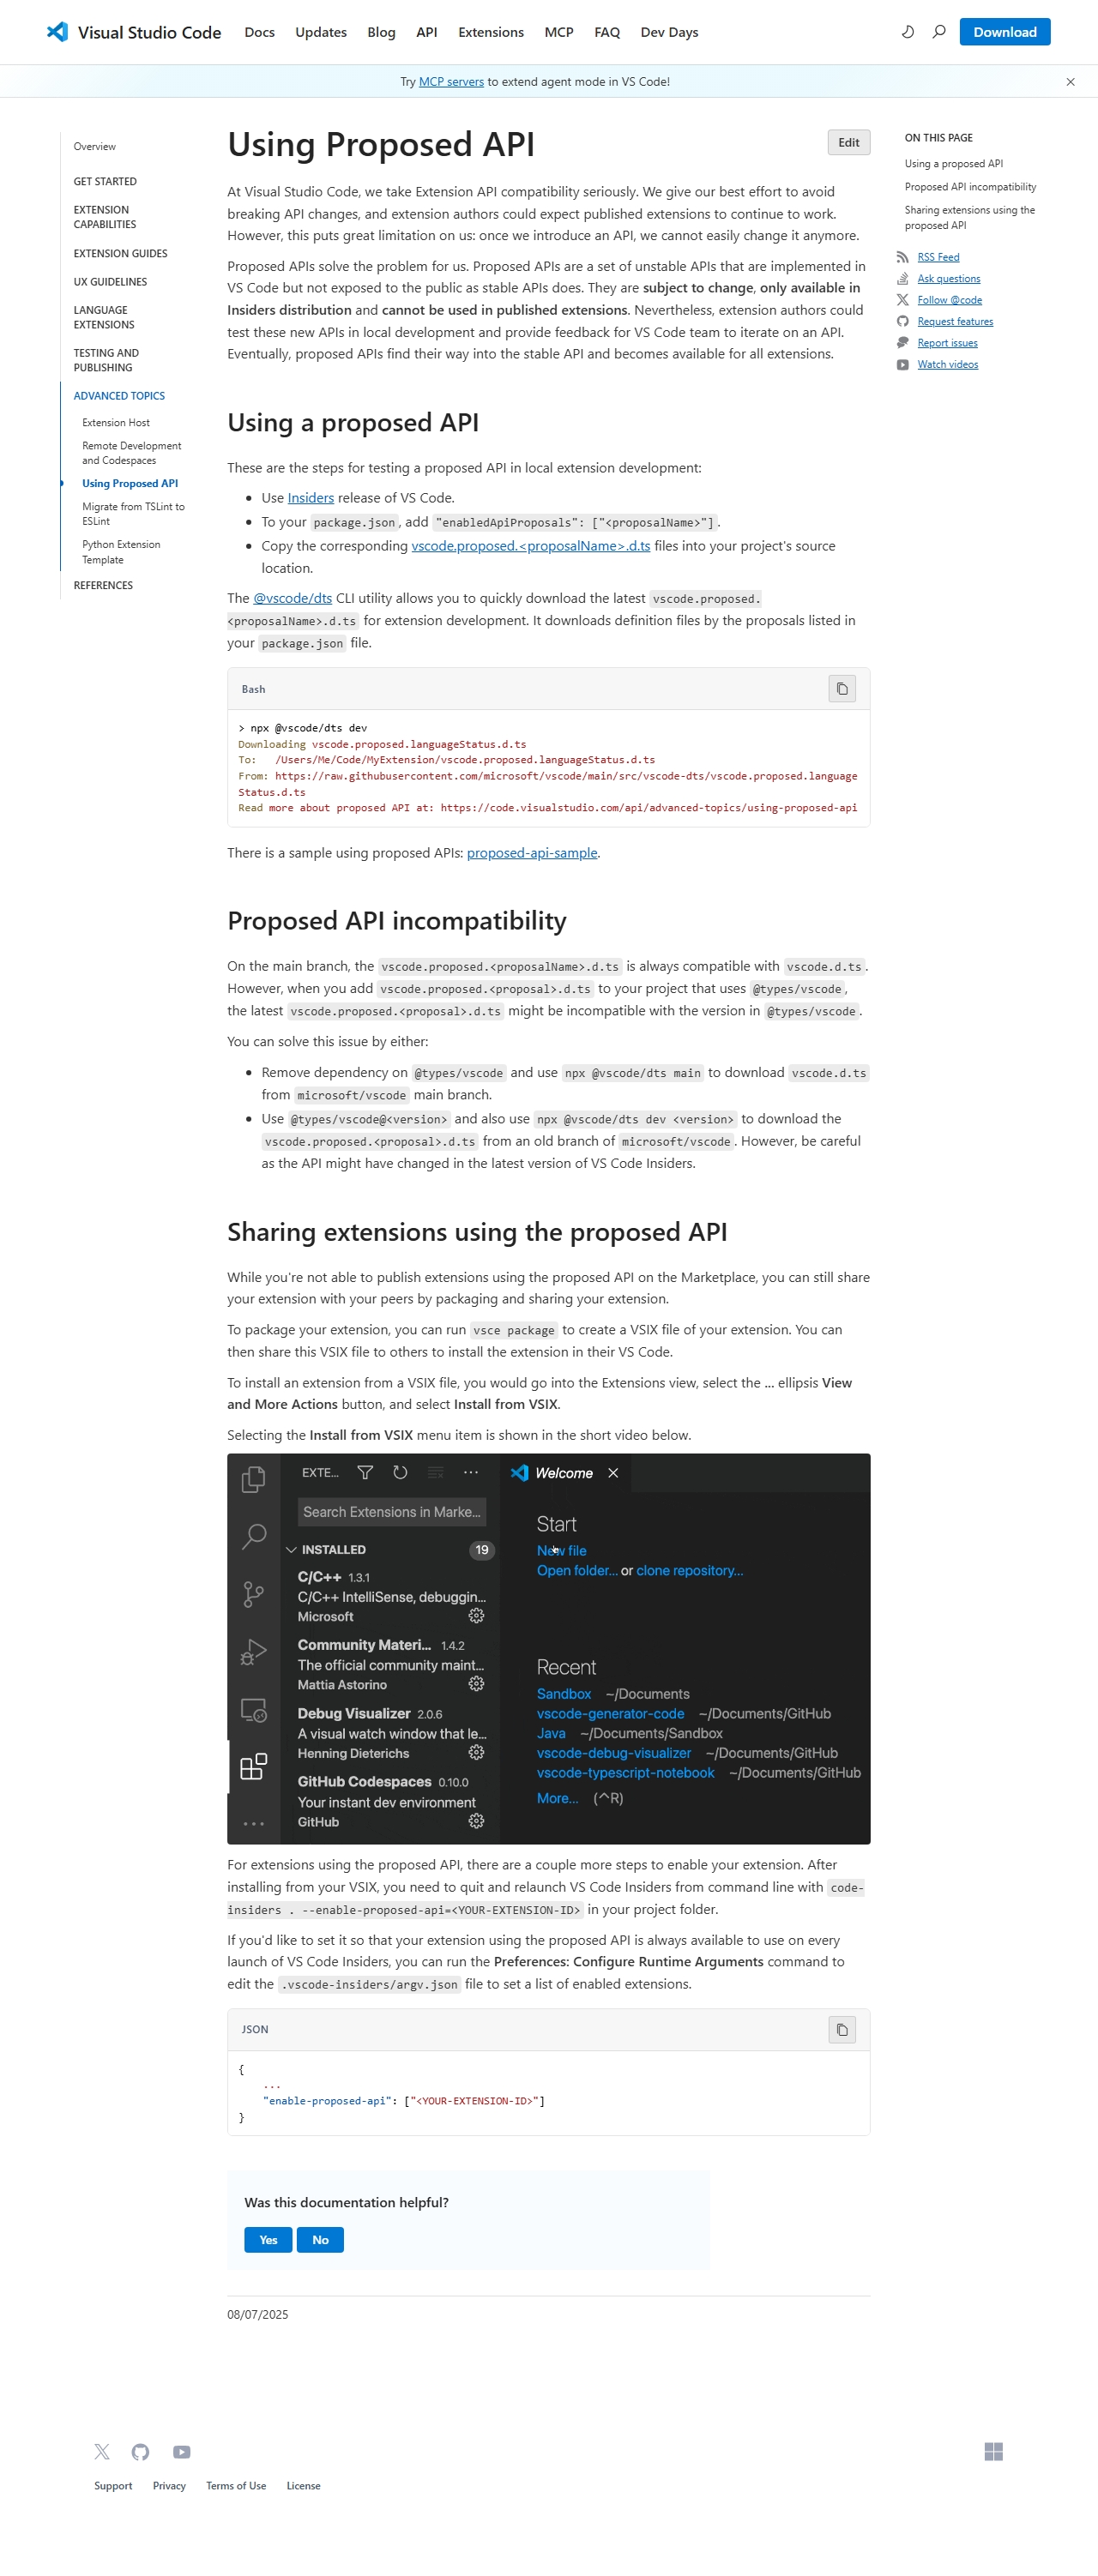 Visual Studio Code Docs Updates Blog API Extensions MCP FAQ Dev Days Download
Try MCP servers to extend agent mode in VS Code!
Overview
GET STARTED
EXTENSION
CAPABILITIES
EXTENSION GUIDES
UX GUIDELINES
LANGUAGE
EXTENSIONS
TESTING AND
PUBLISHING
ADVANCED TOPICS
Extension Host
Remote Development
and Codespaces
Using Proposed API
Migrate from TSLint to
ESLint
Python Extension
Template
REFERENCES
Using Proposed API
Edit
At Visual Studio Code, we take Extension API compatibility seriously. We give our best effort to avoid
breaking API changes, and extension authors could expect published extensions to continue to work.
However, this puts great limitation on us: once we introduce an API, we cannot easily change it anymore.
Proposed APIs solve the problem for us. Proposed APIs are a set of unstable APIs that are implemented in
VS Code but not exposed to the public as stable APIs does. They are subject to change, only available in
Insiders distribution and cannot be used in published extensions. Nevertheless, extension authors could
test these new APIs in local development and provide feedback for VS Code team to iterate on an API.
Eventually, proposed APIs find their way into the stable API and becomes available for all extensions.
Using a proposed API
These are the steps for testing a proposed API in local extension development:
• Use Insiders release of VS Code.
• To your package.json, add "enabledApiProposals": ["<proposalName>"].
• Copy the corresponding vscode.proposed.<proposalName>.d.ts files into your project's source
location.
The @vscode/dts CLI utility allows you to quickly download the latest vscode.proposed.
<proposalName>.d.ts for extension development. It downloads definition files by the proposals listed in
your package.json file.
Bash
> npx @vscode/dts dev
Downloading vscode.proposed.languageStatus.d.ts
To:   /Users/Me/Code/MyExtension/vscode.proposed.languageStatus.d.ts
From: https://raw.githubusercontent.com/microsoft/vscode/main/src/vscode-dts/vscode.proposed.language
Status.d.ts
Read more about proposed API at: https://code.visualstudio.com/api/advanced-topics/using-proposed-api
There is a sample using proposed APIs: proposed-api-sample.
Proposed API incompatibility
On the main branch, the vscode.proposed.<proposalName>.d.ts is always compatible with vscode.d.ts.
However, when you add vscode.proposed.<proposal>.d.ts to your project that uses @types/vscode,
the latest vscode.proposed.<proposal>.d.ts might be incompatible with the version in @types/vscode.
You can solve this issue by either:
• Remove dependency on @types/vscode and use npx @vscode/dts main to download vscode.d.ts
from microsoft/vscode main branch.
• Use @types/vscode@<version> and also use npx @vscode/dts dev <version> to download the
vscode.proposed.<proposal>.d.ts from an old branch of microsoft/vscode. However, be careful
as the API might have changed in the latest version of VS Code Insiders.
Sharing extensions using the proposed API
While you're not able to publish extensions using the proposed API on the Marketplace, you can still share
your extension with your peers by packaging and sharing your extension.
To package your extension, you can run vsce package to create a VSIX file of your extension. You can
then share this VSIX file to others to install the extension in their VS Code.
To install an extension from a VSIX file, you would go into the Extensions view, select the ... ellipsis View
and More Actions button, and select Install from VSIX.
Selecting the Install from VSIX menu item is shown in the short video below.
EXTE...
Search Extensions in Marke...
INSTALLED 19
C/C++ 1.3.1
C/C++ IntelliSense, debuggin...
Microsoft
Community Materi... 1.4.2
The official community maint...
Mattia Astorino
Debug Visualizer 2.0.6
A visual watch window that le...
Henning Dieterichs
GitHub Codespaces 0.10.0
Your instant dev environment
GitHub
Welcome
Start
New file
Open folder... or clone repository...
Recent
Sandbox ~/Documents
vscode-generator-code ~/Documents/GitHub
Java ~/Documents/Sandbox
vscode-debug-visualizer ~/Documents/GitHub
vscode-typescript-notebook ~/Documents/GitHub
More... (^R)
For extensions using the proposed API, there are a couple more steps to enable your extension. After
installing from your VSIX, you need to quit and relaunch VS Code Insiders from command line with code-
insiders . --enable-proposed-api=<YOUR-EXTENSION-ID> in your project folder.
If you'd like to set it so that your extension using the proposed API is always available to use on every
launch of VS Code Insiders, you can run the Preferences: Configure Runtime Arguments command to
edit the .vscode-insiders/argv.json file to set a list of enabled extensions.
JSON
{
    ...
    "enable-proposed-api": ["<YOUR-EXTENSION-ID>"]
}
Was this documentation helpful?
Yes No
08/07/2025
ON THIS PAGE
Using a proposed API
Proposed API incompatibility
Sharing extensions using the
proposed API
RSS Feed
Ask questions
Follow @code
Request features
Report issues
Watch videos
Support Privacy Terms of Use License